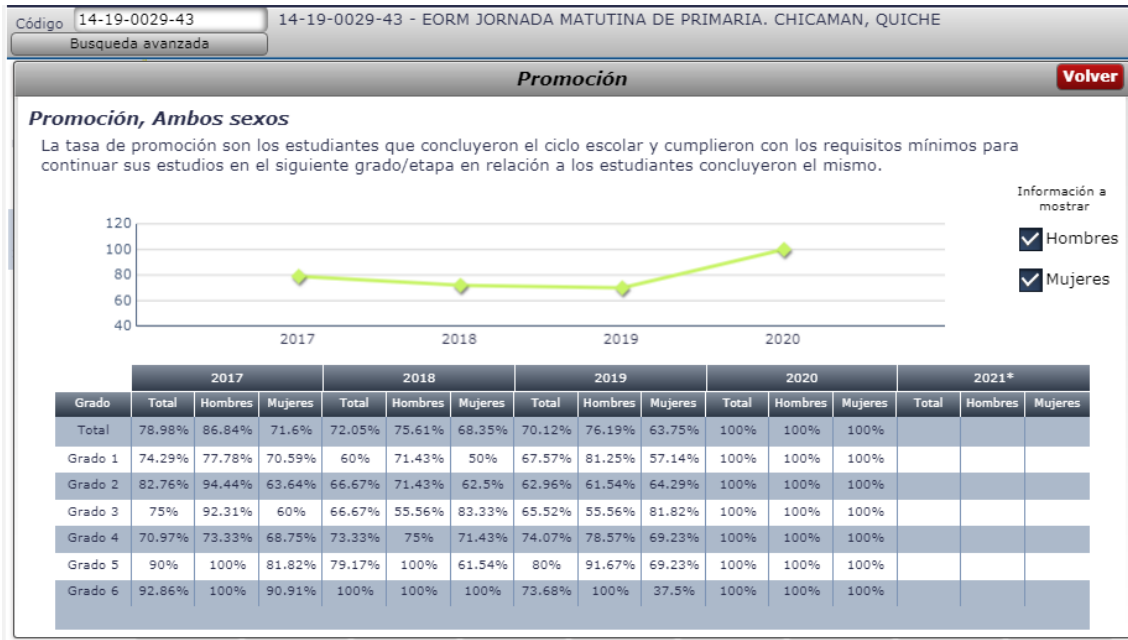 Código 14-19-0029-43 14-19-0029-43 - EORM JORNADA MATUTINA DE PRIMARIA. CHICAMAN, QUICHE
Busqueda avanzada
Promoción Volver
Promoción, Ambos sexos
La tasa de promoción son los estudiantes que concluyeron el ciclo escolar y cumplieron con los requisitos mínimos para
continuar sus estudios en el siguiente grado/etapa en relación a los estudiantes concluyeron el mismo.
Información a
mostrar
Hombres
Mujeres
120
100
80
60
40
2017 2018 2019 2020
2017 2018 2019 2020 2021*
Grado Total Hombres Mujeres Total Hombres Mujeres Total Hombres Mujeres Total Hombres Mujeres Total Hombres Mujeres
Total 78.98% 86.84% 71.6% 72.05% 75.61% 68.35% 70.12% 76.19% 63.75% 100% 100% 100%
Grado 1 74.29% 77.78% 70.59% 60% 71.43% 50% 67.57% 81.25% 57.14% 100% 100% 100%
Grado 2 82.76% 94.44% 63.64% 66.67% 71.43% 62.5% 62.96% 61.54% 64.29% 100% 100% 100%
Grado 3 75% 92.31% 60% 66.67% 55.56% 83.33% 65.52% 55.56% 81.82% 100% 100% 100%
Grado 4 70.97% 73.33% 68.75% 73.33% 75% 71.43% 74.07% 78.57% 69.23% 100% 100% 100%
Grado 5 90% 100% 81.82% 79.17% 100% 61.54% 80% 91.67% 69.23% 100% 100% 100%
Grado 6 92.86% 100% 90.91% 100% 100% 100% 73.68% 100% 37.5% 100% 100% 100%